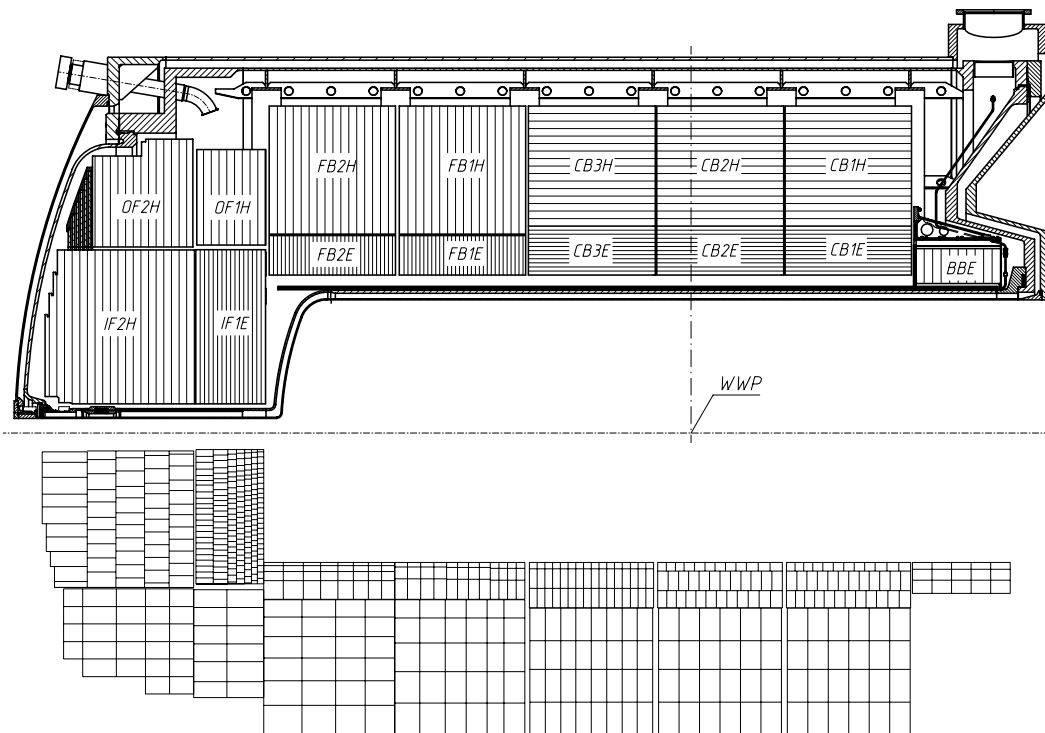 FB2H FB1H CB3H CB2H CB1H
OF2H OF1H
FB2E FB1E CB3E CB2E CB1E
BBE
IF2H IF1E
WWP